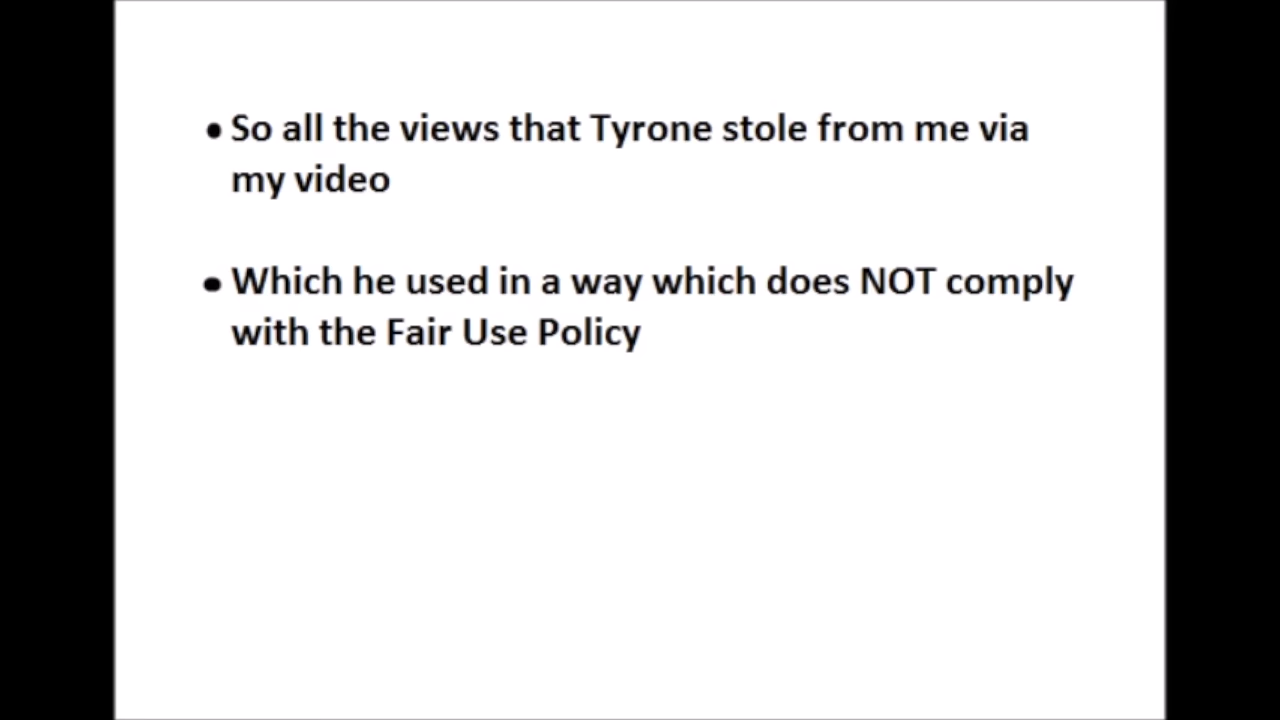 • So all the views that Tyrone stole from me via
my video
• Which he used in a way which does NOT comply
with the Fair Use Policy